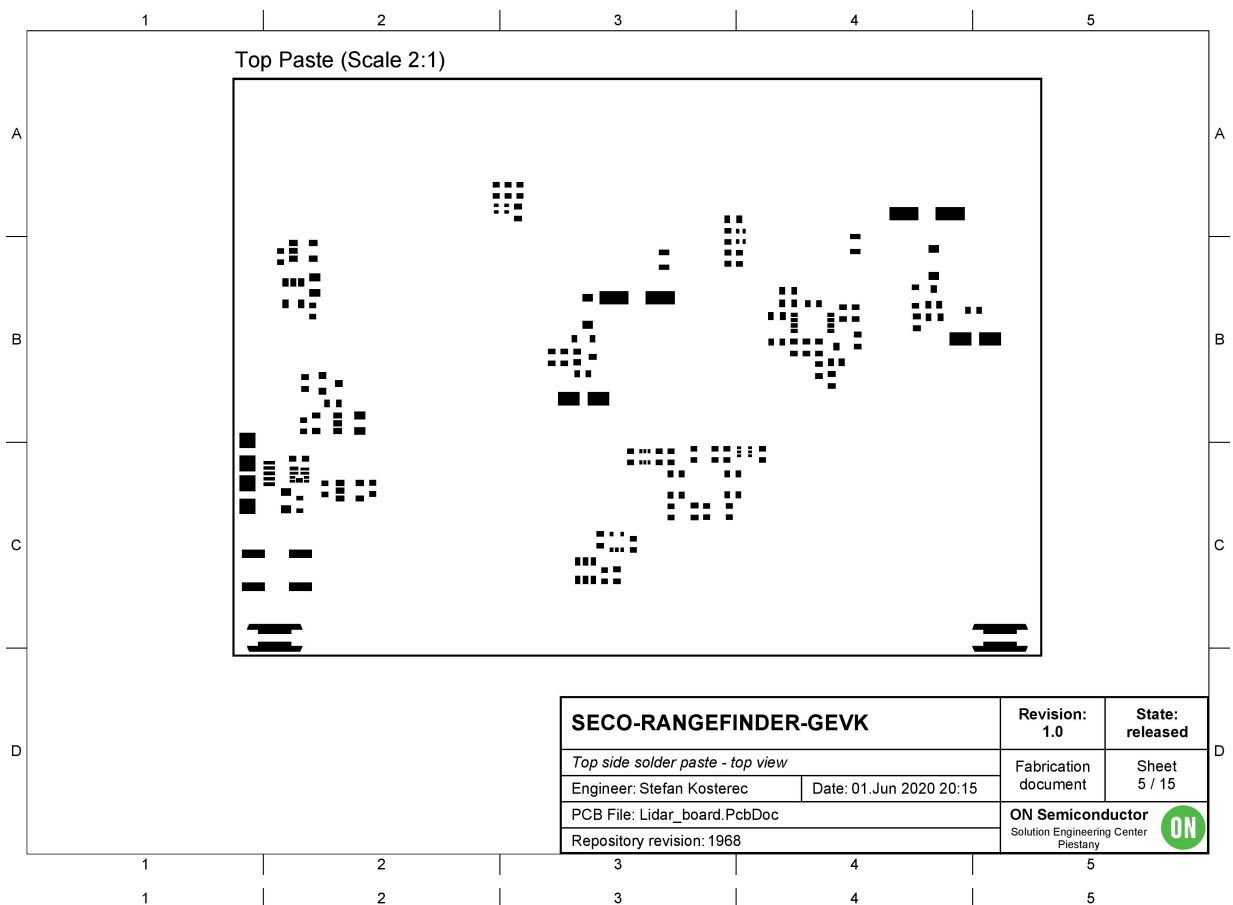 1 2 3 4 5
Top Paste (Scale 2:1)
A A
B B
C C
D D
SECO-RANGEFINDER-GEVK
Revision:
1.0
State:
released
Top side solder paste - top view
Fabrication
document
Sheet
5 / 15
Engineer: Stefan Kosterec
Date: 01.Jun 2020 20:15
PCB File: Lidar_board.PcbDoc
Repository revision: 1968
ON Semiconductor
Solution Engineering Center
Piestany
ON
1 2 3 4 5
1 2 3 4 5